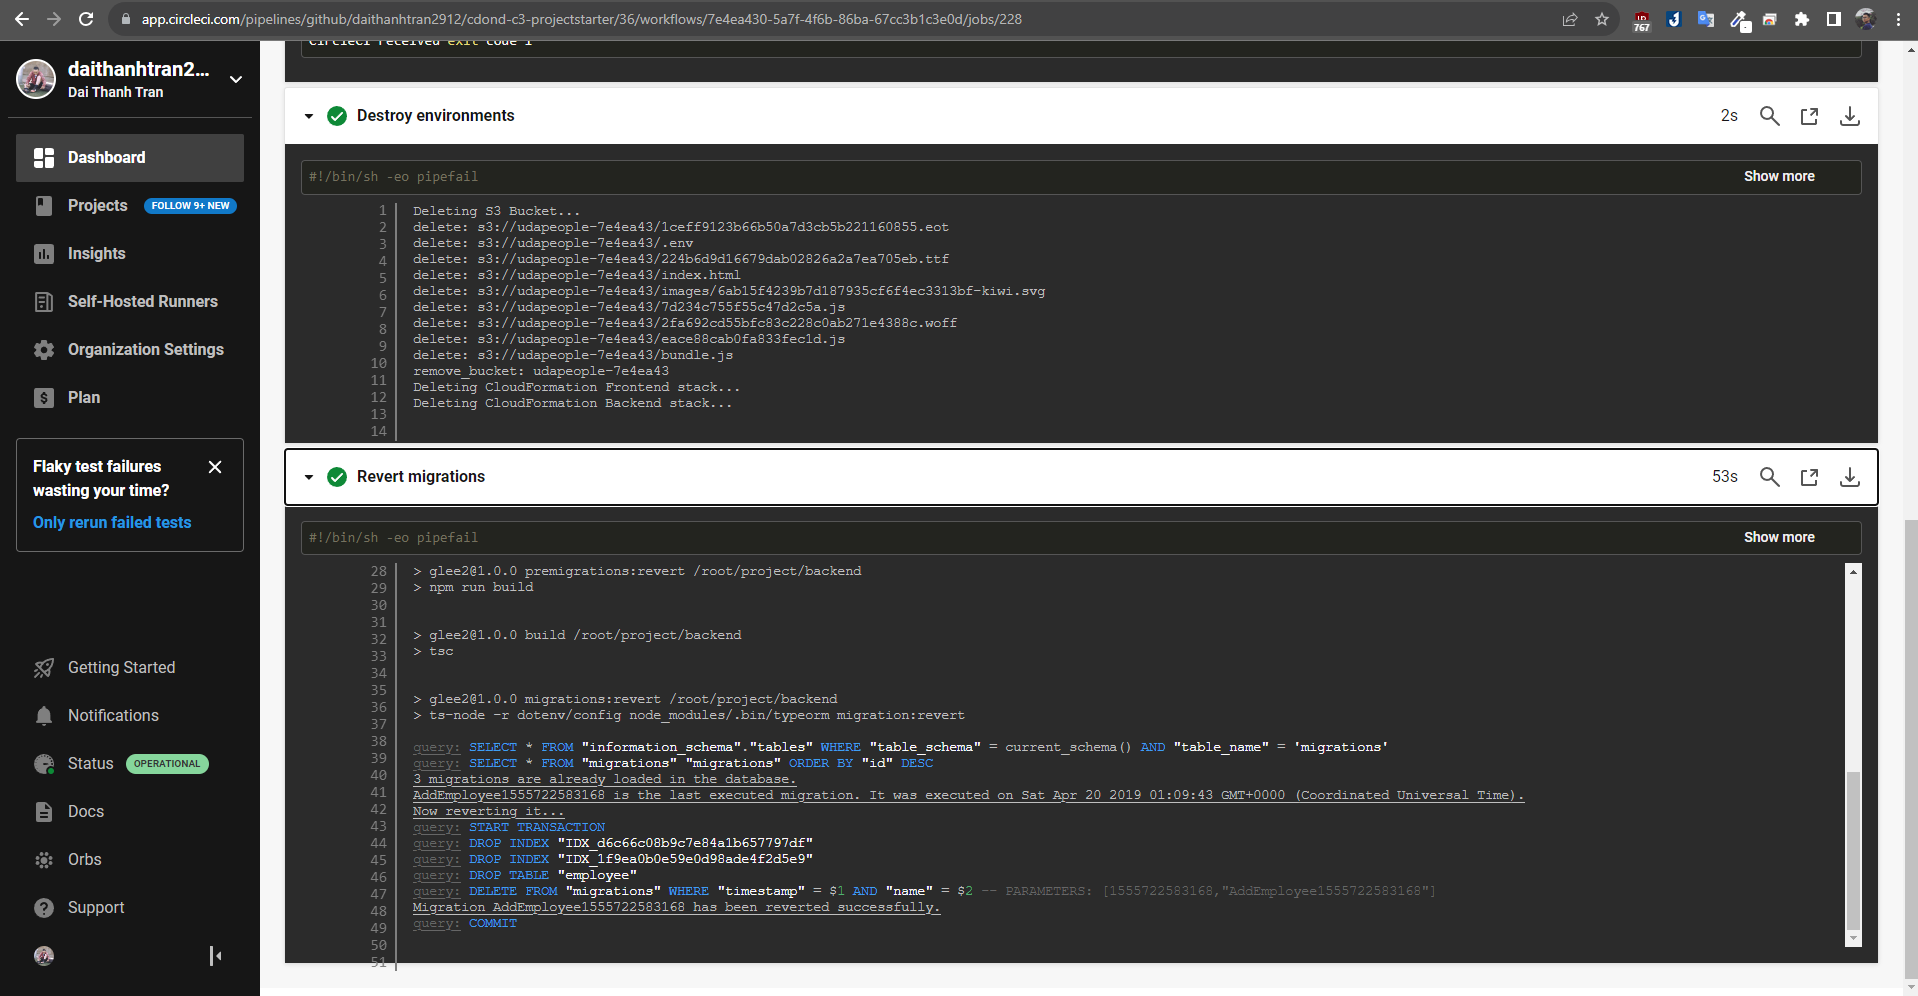 app.circleci.com/pipelines/github/daithanhtran2912/cdond-c3-projectstarter/36/workflows/7e4ea430-5a7f-4f6b-86ba-67cc3b1c3e0d/jobs/228
767
daithanhtran2...
Dai Thanh Tran
Dashboard
Projects
FOLLOW 9+ NEW
Insights
Self-Hosted Runners
Organization Settings
Plan
Flaky test failures
wasting your time?
Only rerun failed tests
Getting Started
Notifications
Status
OPERATIONAL
Docs
Orbs
Support
CircleCI received exit code 1
Destroy environments
2s
#!/bin/sh -eo pipefail
Show more
1
2
3
4
5
6
7
8
9
10
11
12
13
14
Deleting S3 Bucket...
delete: s3://udapeople-7e4ea43/1ceff9123b66b50a7d3cb5b221160855.eot
delete: s3://udapeople-7e4ea43/.env
delete: s3://udapeople-7e4ea43/224b6d9d16679dab02826a2a7ea705eb.ttf
delete: s3://udapeople-7e4ea43/index.html
delete: s3://udapeople-7e4ea43/images/6ab15f4239b7d187935cf6f4ec3313bf-kiwi.svg
delete: s3://udapeople-7e4ea43/7d234c755f55c47d2c5a.js
delete: s3://udapeople-7e4ea43/2fa692cd55bfc83c228c0ab271e4388c.woff
delete: s3://udapeople-7e4ea43/eace88cab0fa833fec1d.js
delete: s3://udapeople-7e4ea43/bundle.js
remove_bucket: udapeople-7e4ea43
Deleting CloudFormation Frontend stack...
Deleting CloudFormation Backend stack...
Revert migrations
53s
#!/bin/sh -eo pipefail
Show more
28
29
30
31
32
33
34
35
36
37
38
39
40
41
42
43
44
45
46
47
48
49
50
51
> glee2@1.0.0 premigrations:revert /root/project/backend
> npm run build
> glee2@1.0.0 build /root/project/backend
> tsc
> glee2@1.0.0 migrations:revert /root/project/backend
> ts-node -r dotenv/config node_modules/.bin/typeorm migration:revert
query: SELECT * FROM "information_schema"."tables" WHERE "table_schema" = current_schema() AND "table_name" = 'migrations'
query: SELECT * FROM "migrations" "migrations" ORDER BY "id" DESC
3 migrations are already loaded in the database.
AddEmployee1555722583168 is the last executed migration. It was executed on Sat Apr 20 2019 01:09:43 GMT+0000 (Coordinated Universal Time).
Now reverting it...
query: START TRANSACTION
query: DROP INDEX "IDX_d6c66c08b9c7e84a1b657797df"
query: DROP INDEX "IDX_1f9ea0b0e59e0d98ade4f2d5e9"
query: DROP TABLE "employee"
query: DELETE FROM "migrations" WHERE "timestamp" = $1 AND "name" = $2 -- PARAMETERS: [1555722583168,"AddEmployee1555722583168"]
Migration AddEmployee1555722583168 has been reverted successfully.
query: COMMIT